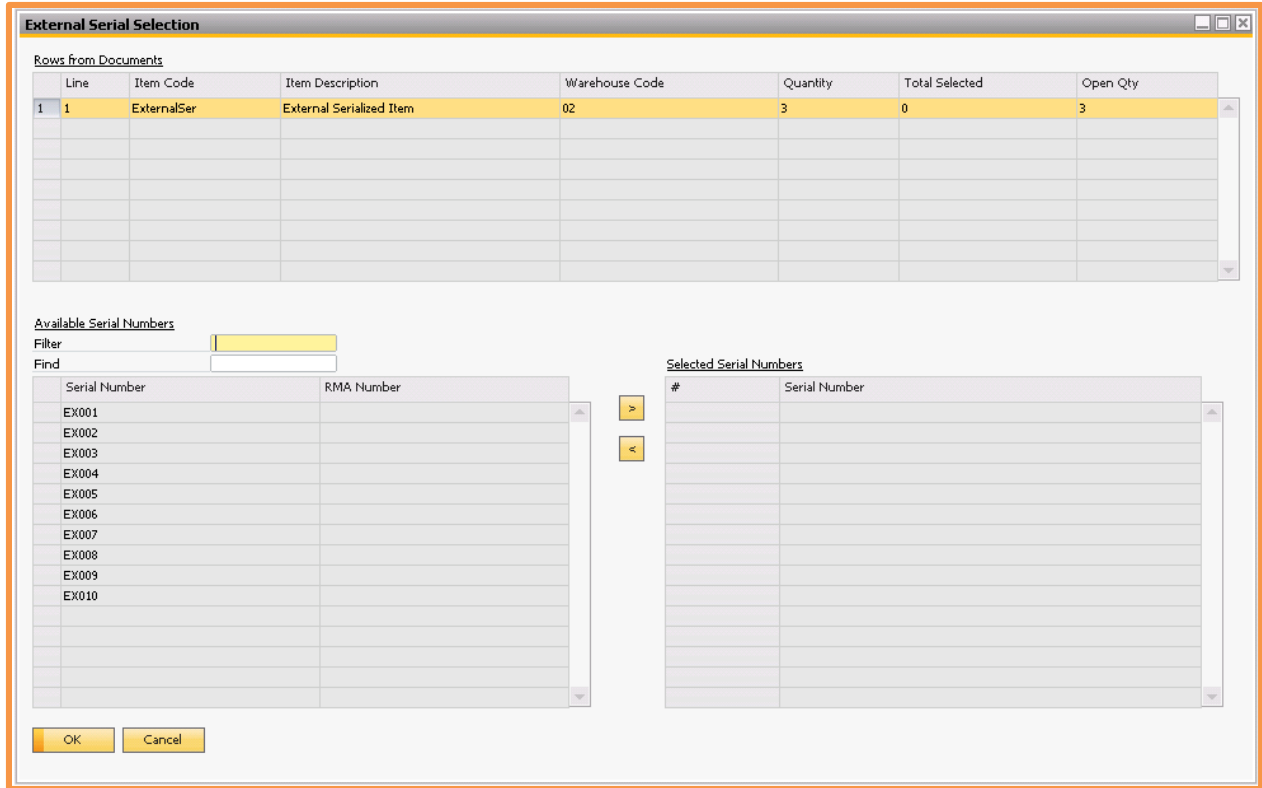 External Serial Selection
Rows from Documents
Line Item Code Item Description Warehouse Code Quantity Total Selected Open Qty
1 1 ExternalSer External Serialized Item 02 3 0 3
Available Serial Numbers
Filter
Find
Serial Number RMA Number
EX001
EX002
EX003
EX004
EX005
EX006
EX007
EX008
EX009
EX010
>
<
Selected Serial Numbers
# Serial Number
OK Cancel